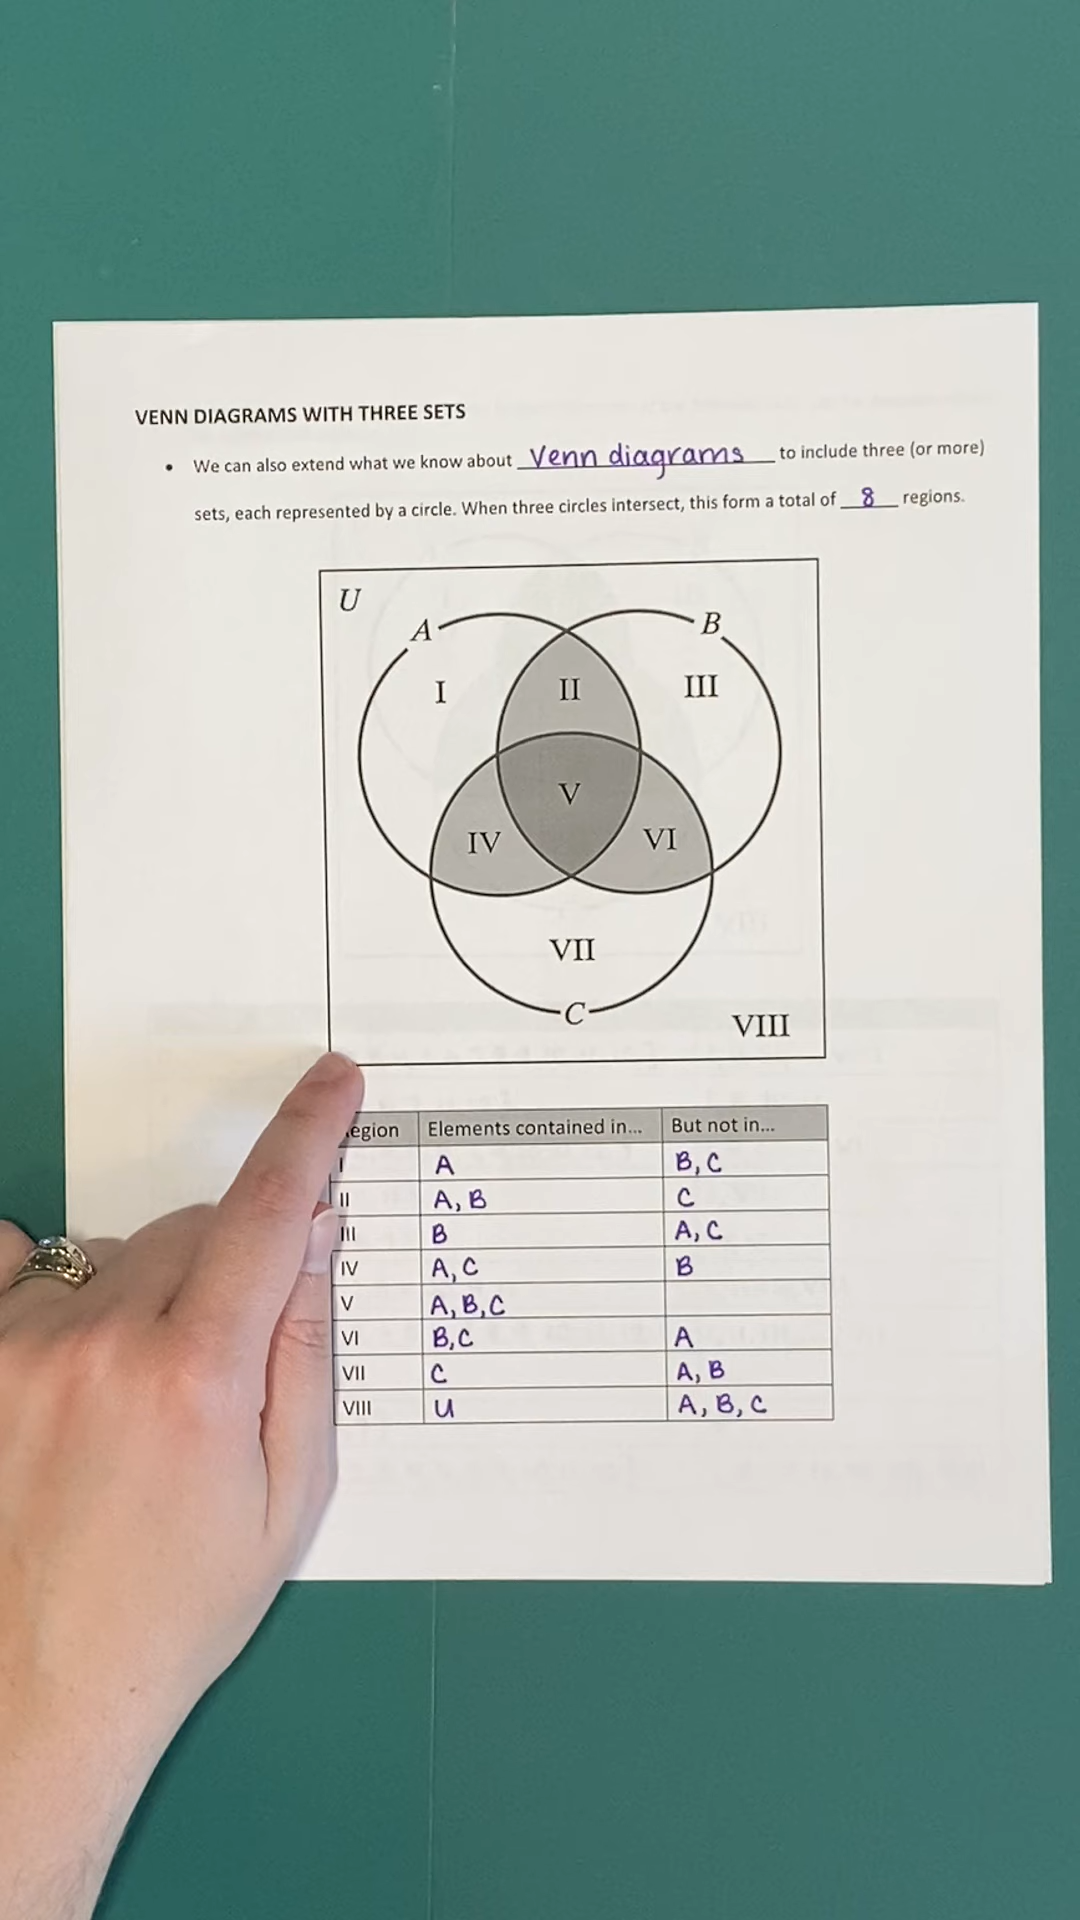 VENN DIAGRAMS WITH THREE SETS
• We can also extend what we know about Venn diagrams to include three (or more)
sets, each represented by a circle. When three circles intersect, this form a total of 8 regions.
U
A B
I II III
V
IV VI
VII
C
VIII
egion Elements contained in... But not in...
I A B, C
II A, B C
III B A, C
IV A, C B
V A, B, C
VI B, C A
VII C A, B
VIII U A, B, C